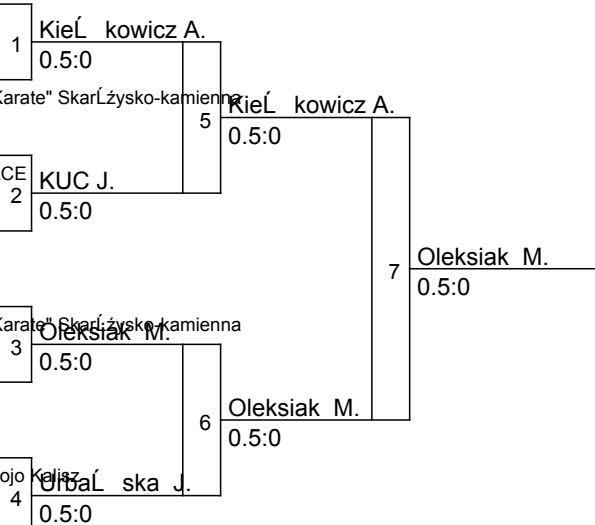 KieĹ kowicz A.
1
0.5:0
Karate" SkarĹźysko-kamienna
KieĹ kowicz A.
5
0.5:0
CE
KUC J.
2
0.5:0
Oleksiak M.
7
0.5:0
Karate" SkarĹźysko-kamienna
Oleksiak M.
3
0.5:0
Oleksiak M.
6
0.5:0
ojo Kalisz
UrbaĹ ska J.
4
0.5:0